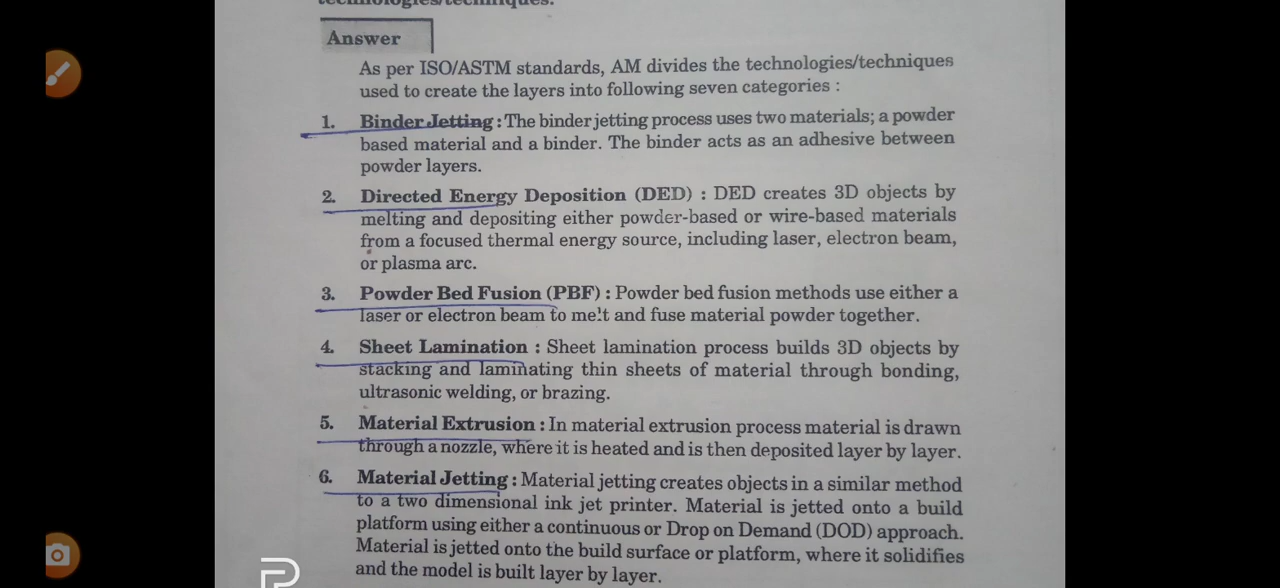 technologies/techniques.
Answer
As per ISO/ASTM standards, AM divides the technologies/techniques
used to create the layers into following seven categories :
1. Binder Jetting : The binder jetting process uses two materials; a powder
based material and a binder. The binder acts as an adhesive between
powder layers.
2. Directed Energy Deposition (DED) : DED creates 3D objects by
melting and depositing either powder-based or wire-based materials
from a focused thermal energy source, including laser, electron beam,
or plasma arc.
3. Powder Bed Fusion (PBF) : Powder bed fusion methods use either a
laser or electron beam to melt and fuse material powder together.
4. Sheet Lamination : Sheet lamination process builds 3D objects by
stacking and laminating thin sheets of material through bonding,
ultrasonic welding, or brazing.
5. Material Extrusion : In material extrusion process material is drawn
through a nozzle, where it is heated and is then deposited layer by layer.
6. Material Jetting : Material jetting creates objects in a similar method
to a two dimensional ink jet printer. Material is jetted onto a build
platform using either a continuous or Drop on Demand (DOD) approach.
Material is jetted onto the build surface or platform, where it solidifies
and the model is built layer by layer.